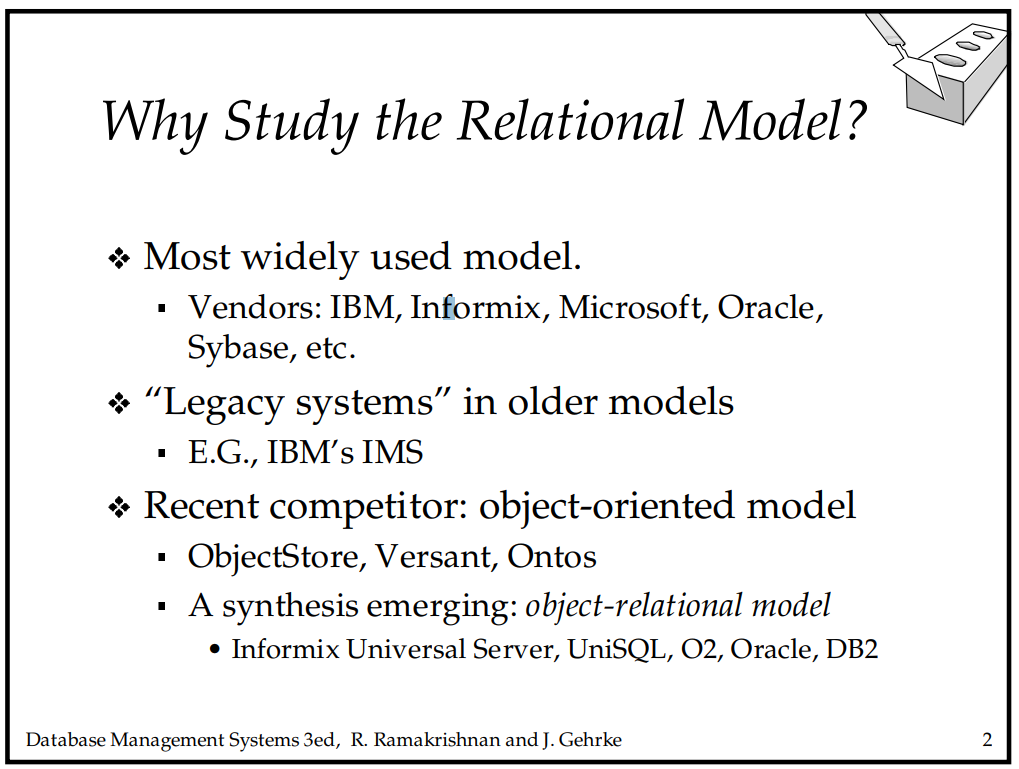 Why Study the Relational Model?
❖ Most widely used model.
▪ Vendors: IBM, Informix, Microsoft, Oracle,
Sybase, etc.
❖ “Legacy systems” in older models
▪ E.G., IBM’s IMS
❖ Recent competitor: object-oriented model
▪ ObjectStore, Versant, Ontos
▪ A synthesis emerging: object-relational model
• Informix Universal Server, UniSQL, O2, Oracle, DB2
Database Management Systems 3ed, R. Ramakrishnan and J. Gehrke 2